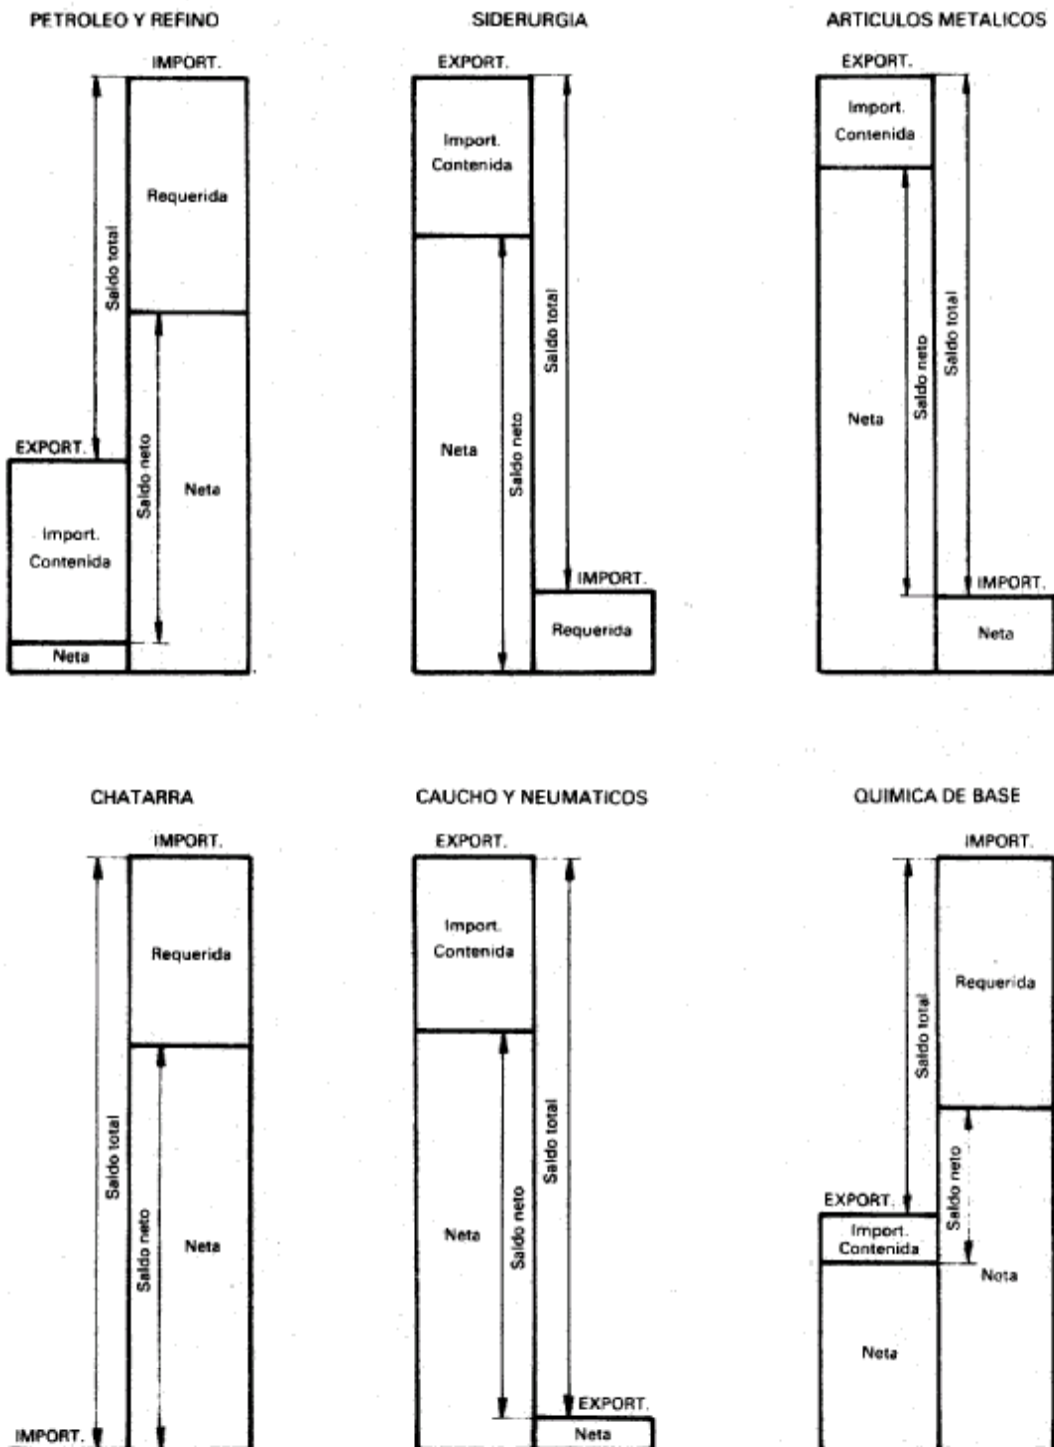 PETROLEO Y REFINO
IMPORT.
Requerida
Saldo total
EXPORT.
Saldo neto
Neta
Import.
Contenida
Neta
SIDERURGIA
EXPORT.
Import.
Contenida
Saldo total
Neta
Saldo neto
IMPORT.
Requerida
ARTICULOS METALICOS
EXPORT.
Import.
Contenida
Saldo total
Saldo neto
Neta
IMPORT.
Neta
CHATARRA
IMPORT.
Requerida
Saldo total
Saldo neto
Neta
IMPORT.
CAUCHO Y NEUMATICOS
EXPORT.
Import.
Contenida
Saldo total
Neta
Saldo neto
EXPORT.
Neta
QUIMICA DE BASE
IMPORT.
Requerida
Saldo total
EXPORT.
Saldo neto
Import.
Contenida
Neta
Neta